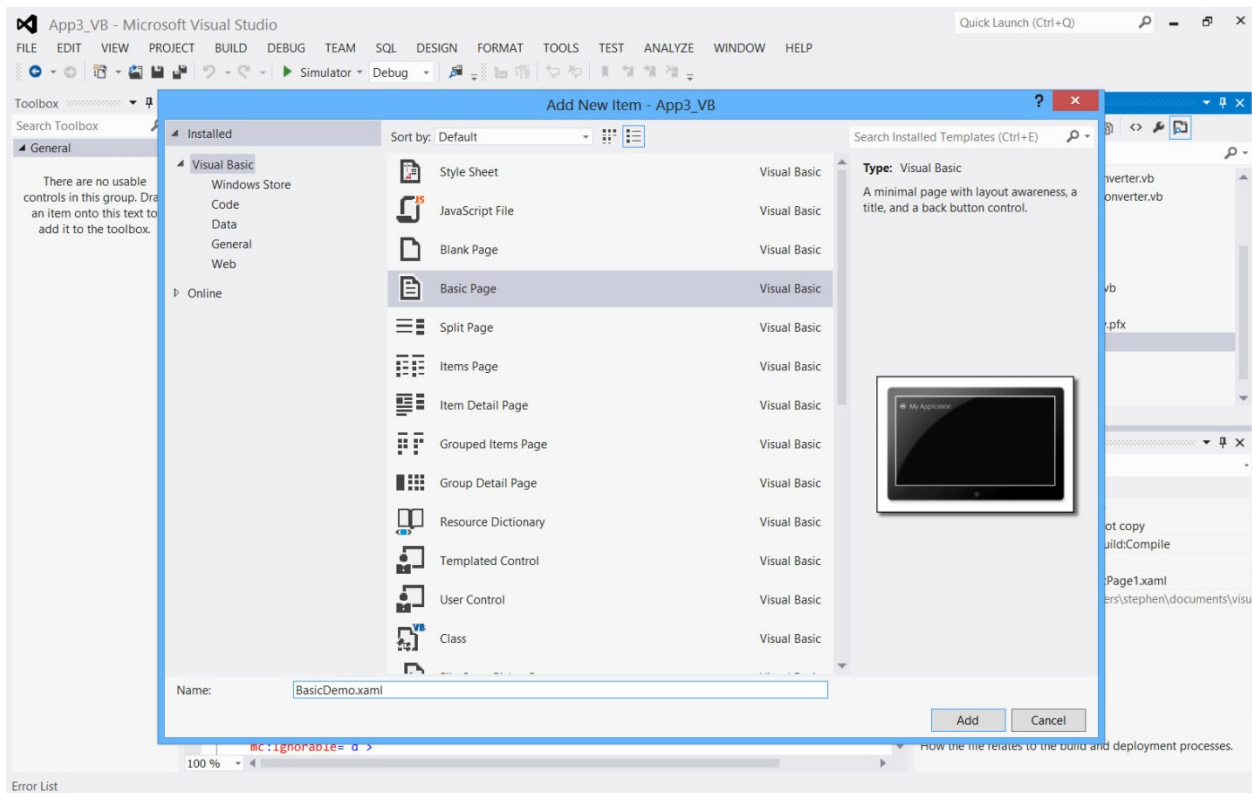 App3_VB - Microsoft Visual Studio
Quick Launch (Ctrl+Q)
FILE EDIT VIEW PROJECT BUILD DEBUG TEAM SQL DESIGN FORMAT TOOLS TEST ANALYZE WINDOW HELP
Simulator Debug
Toolbox
Search Toolbox
General
There are no usable
controls in this group. Dra
an item onto this text to
add it to the toolbox.
Add New Item - App3_VB
?
Installed
Visual Basic
Windows Store
Code
Data
General
Web
Online
Sort by: Default
Search Installed Templates (Ctrl+E)
Style Sheet Visual Basic
JS
JavaScript File Visual Basic
Blank Page Visual Basic
Basic Page Visual Basic
Split Page Visual Basic
Items Page Visual Basic
Item Detail Page Visual Basic
Grouped Items Page Visual Basic
Group Detail Page Visual Basic
Resource Dictionary Visual Basic
Templated Control Visual Basic
User Control Visual Basic
VB
Class Visual Basic
Type: Visual Basic
A minimal page with layout awareness, a
title, and a back button control.
My Application
Name: BasicDemo.xaml
Add Cancel
nverter.vb
onverter.vb
vb
.pfx
ot copy
uild:Compile
Page1.xaml
ers\stephen\documents\visu
mc:Ignorable= d >
100 %
How the file relates to the build and deployment processes.
Error List